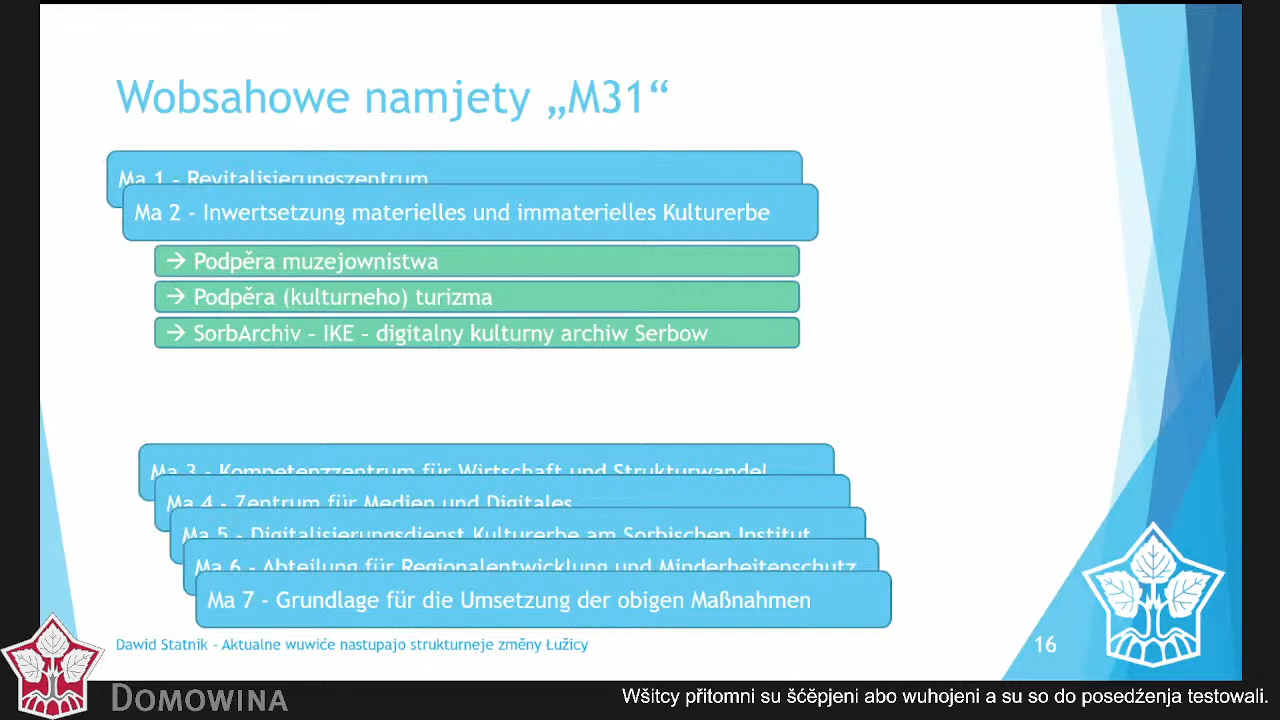 Wobsahowe namjety „M31“
Ma 1 – Revitalisierungszentrum
Ma 2 - Inwertsetzung materielles und immaterielles Kulturerbe
→ Podpěra muzejownistwa
→ Podpěra (kulturneho) turizma
→ SorbArchiv – IKE – digitalny kulturny archiw Serbow
Ma 3 - Kompetenzzentrum für Wirtschaft und Strukturwandel
Ma 4 - Zentrum für Medien und Digitales
Ma 5 - Digitalisierungsdienst Kulturerbe am Sorbischen Institut
Ma 6 - Abteilung für Regionalentwicklung und Minderheitenschutz
Ma 7 - Grundlage für die Umsetzung der obigen Maßnahmen
Dawid Statnik – Aktualne wuwiće nastupajo strukturneje změny Łužicy
16
DOMOWINA
Wšitcy přitomni su šćěpjeni abo wuhojeni a su so do posedźenja testowali.